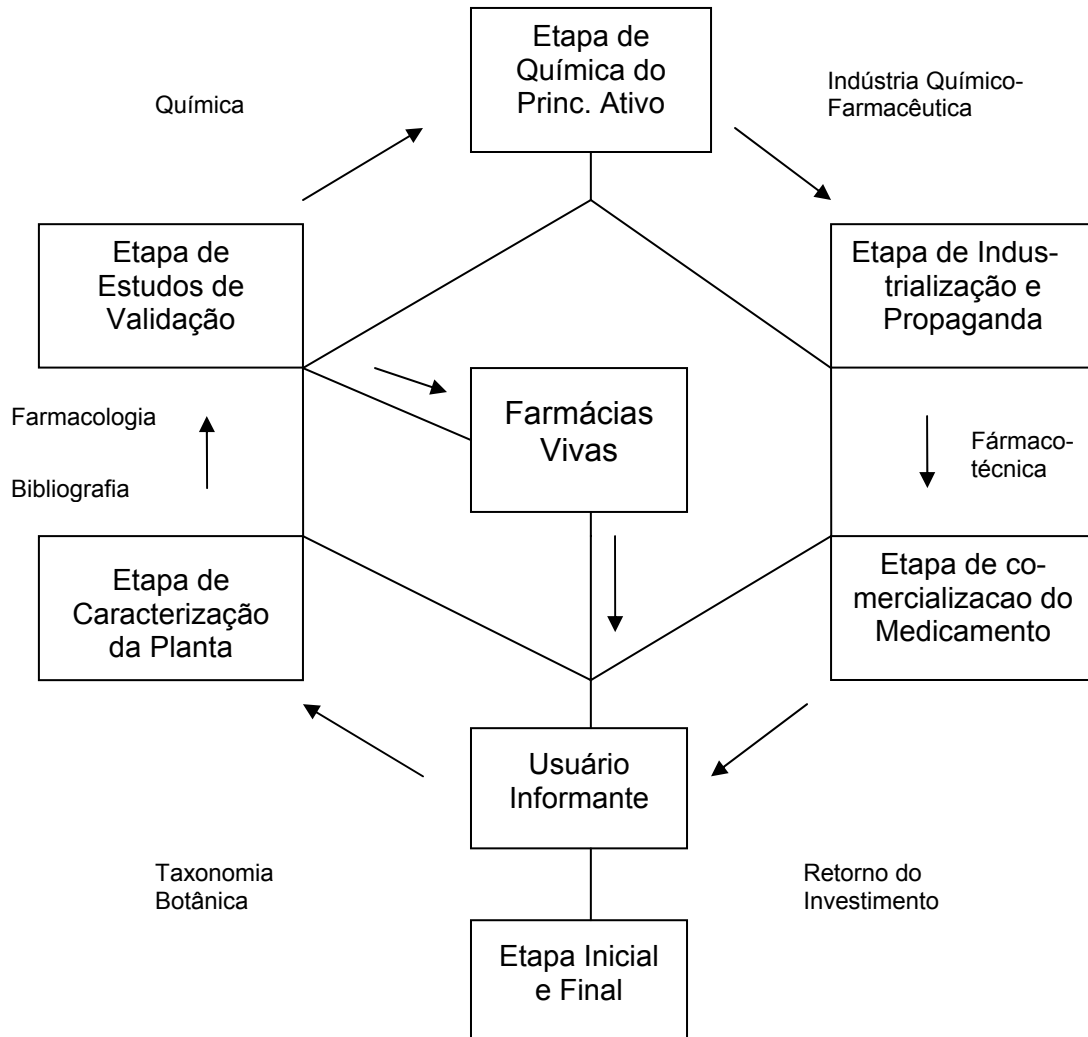 Etapa de
Química do
Princ. Ativo
Química
Indústria Químico-
Farmacêutica
Etapa de
Estudos de
Validação
Etapa de Indus-
trialização e
Propaganda
Farmácias
Vivas
Farmacologia
Bibliografia
Fármaco-
técnica
Etapa de
Caracterização
da Planta
Etapa de co-
mercializacao do
Medicamento
Usuário
Informante
Taxonomia
Botânica
Retorno do
Investimento
Etapa Inicial
e Final